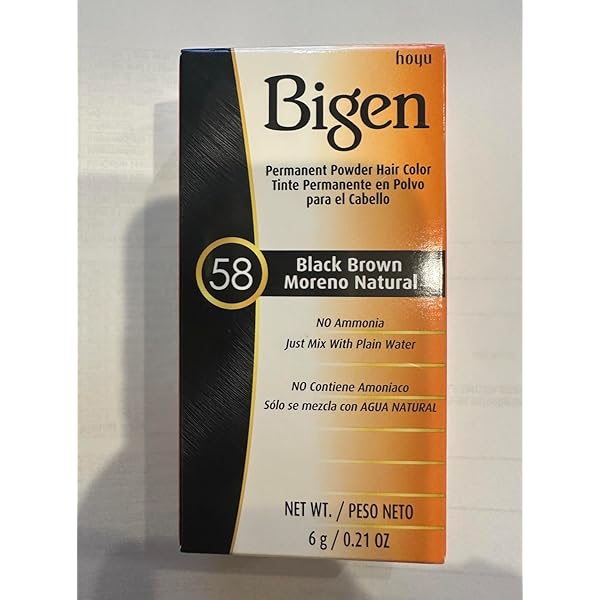 hoyu
Bigen
Permanent Powder Hair Color
Tinte Permanente en Polvo
para el Cabello
58
Black Brown
Moreno Natural
NO Ammonia
Just Mix With Plain Water
NO Contiene Amoníaco
Sólo se mezcla con AGUA NATURAL
NET WT. / PESO NETO
6 g / 0.21 OZ